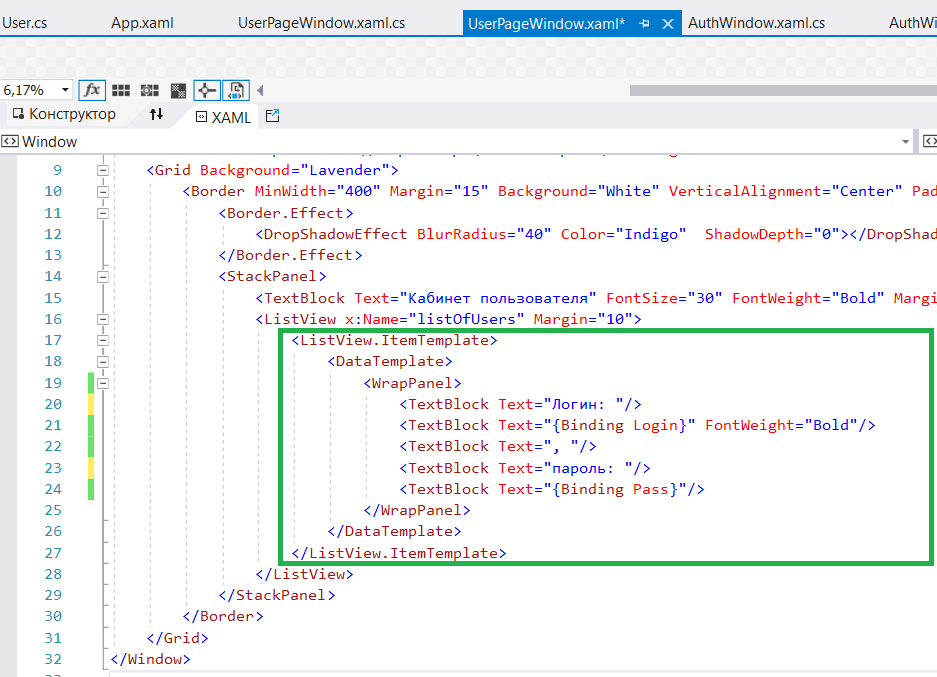 User.cs App.xaml UserPageWindow.xaml.cs UserPageWindow.xaml* AuthWindow.xaml.cs AuthWi
6,17% fx
Конструктор XAML
Window
9 <Grid Background="Lavender">
10 <Border MinWidth="400" Margin="15" Background="White" VerticalAlignment="Center" Pad
11 <Border.Effect>
12 <DropShadowEffect BlurRadius="40" Color="Indigo"  ShadowDepth="0"></DropShad
13 </Border.Effect>
14 <StackPanel>
15 <TextBlock Text="Кабинет пользователя" FontSize="30" FontWeight="Bold" Margi
16 <ListView x:Name="listOfUsers" Margin="10">
17 <ListView.ItemTemplate>
18 <DataTemplate>
19 <WrapPanel>
20 <TextBlock Text="Логин: "/>
21 <TextBlock Text="{Binding Login}" FontWeight="Bold"/>
22 <TextBlock Text=", "/>
23 <TextBlock Text="пароль: "/>
24 <TextBlock Text="{Binding Pass}"/>
25 </WrapPanel>
26 </DataTemplate>
27 </ListView.ItemTemplate>
28 </ListView>
29 </StackPanel>
30 </Border>
31 </Grid>
32 </Window>